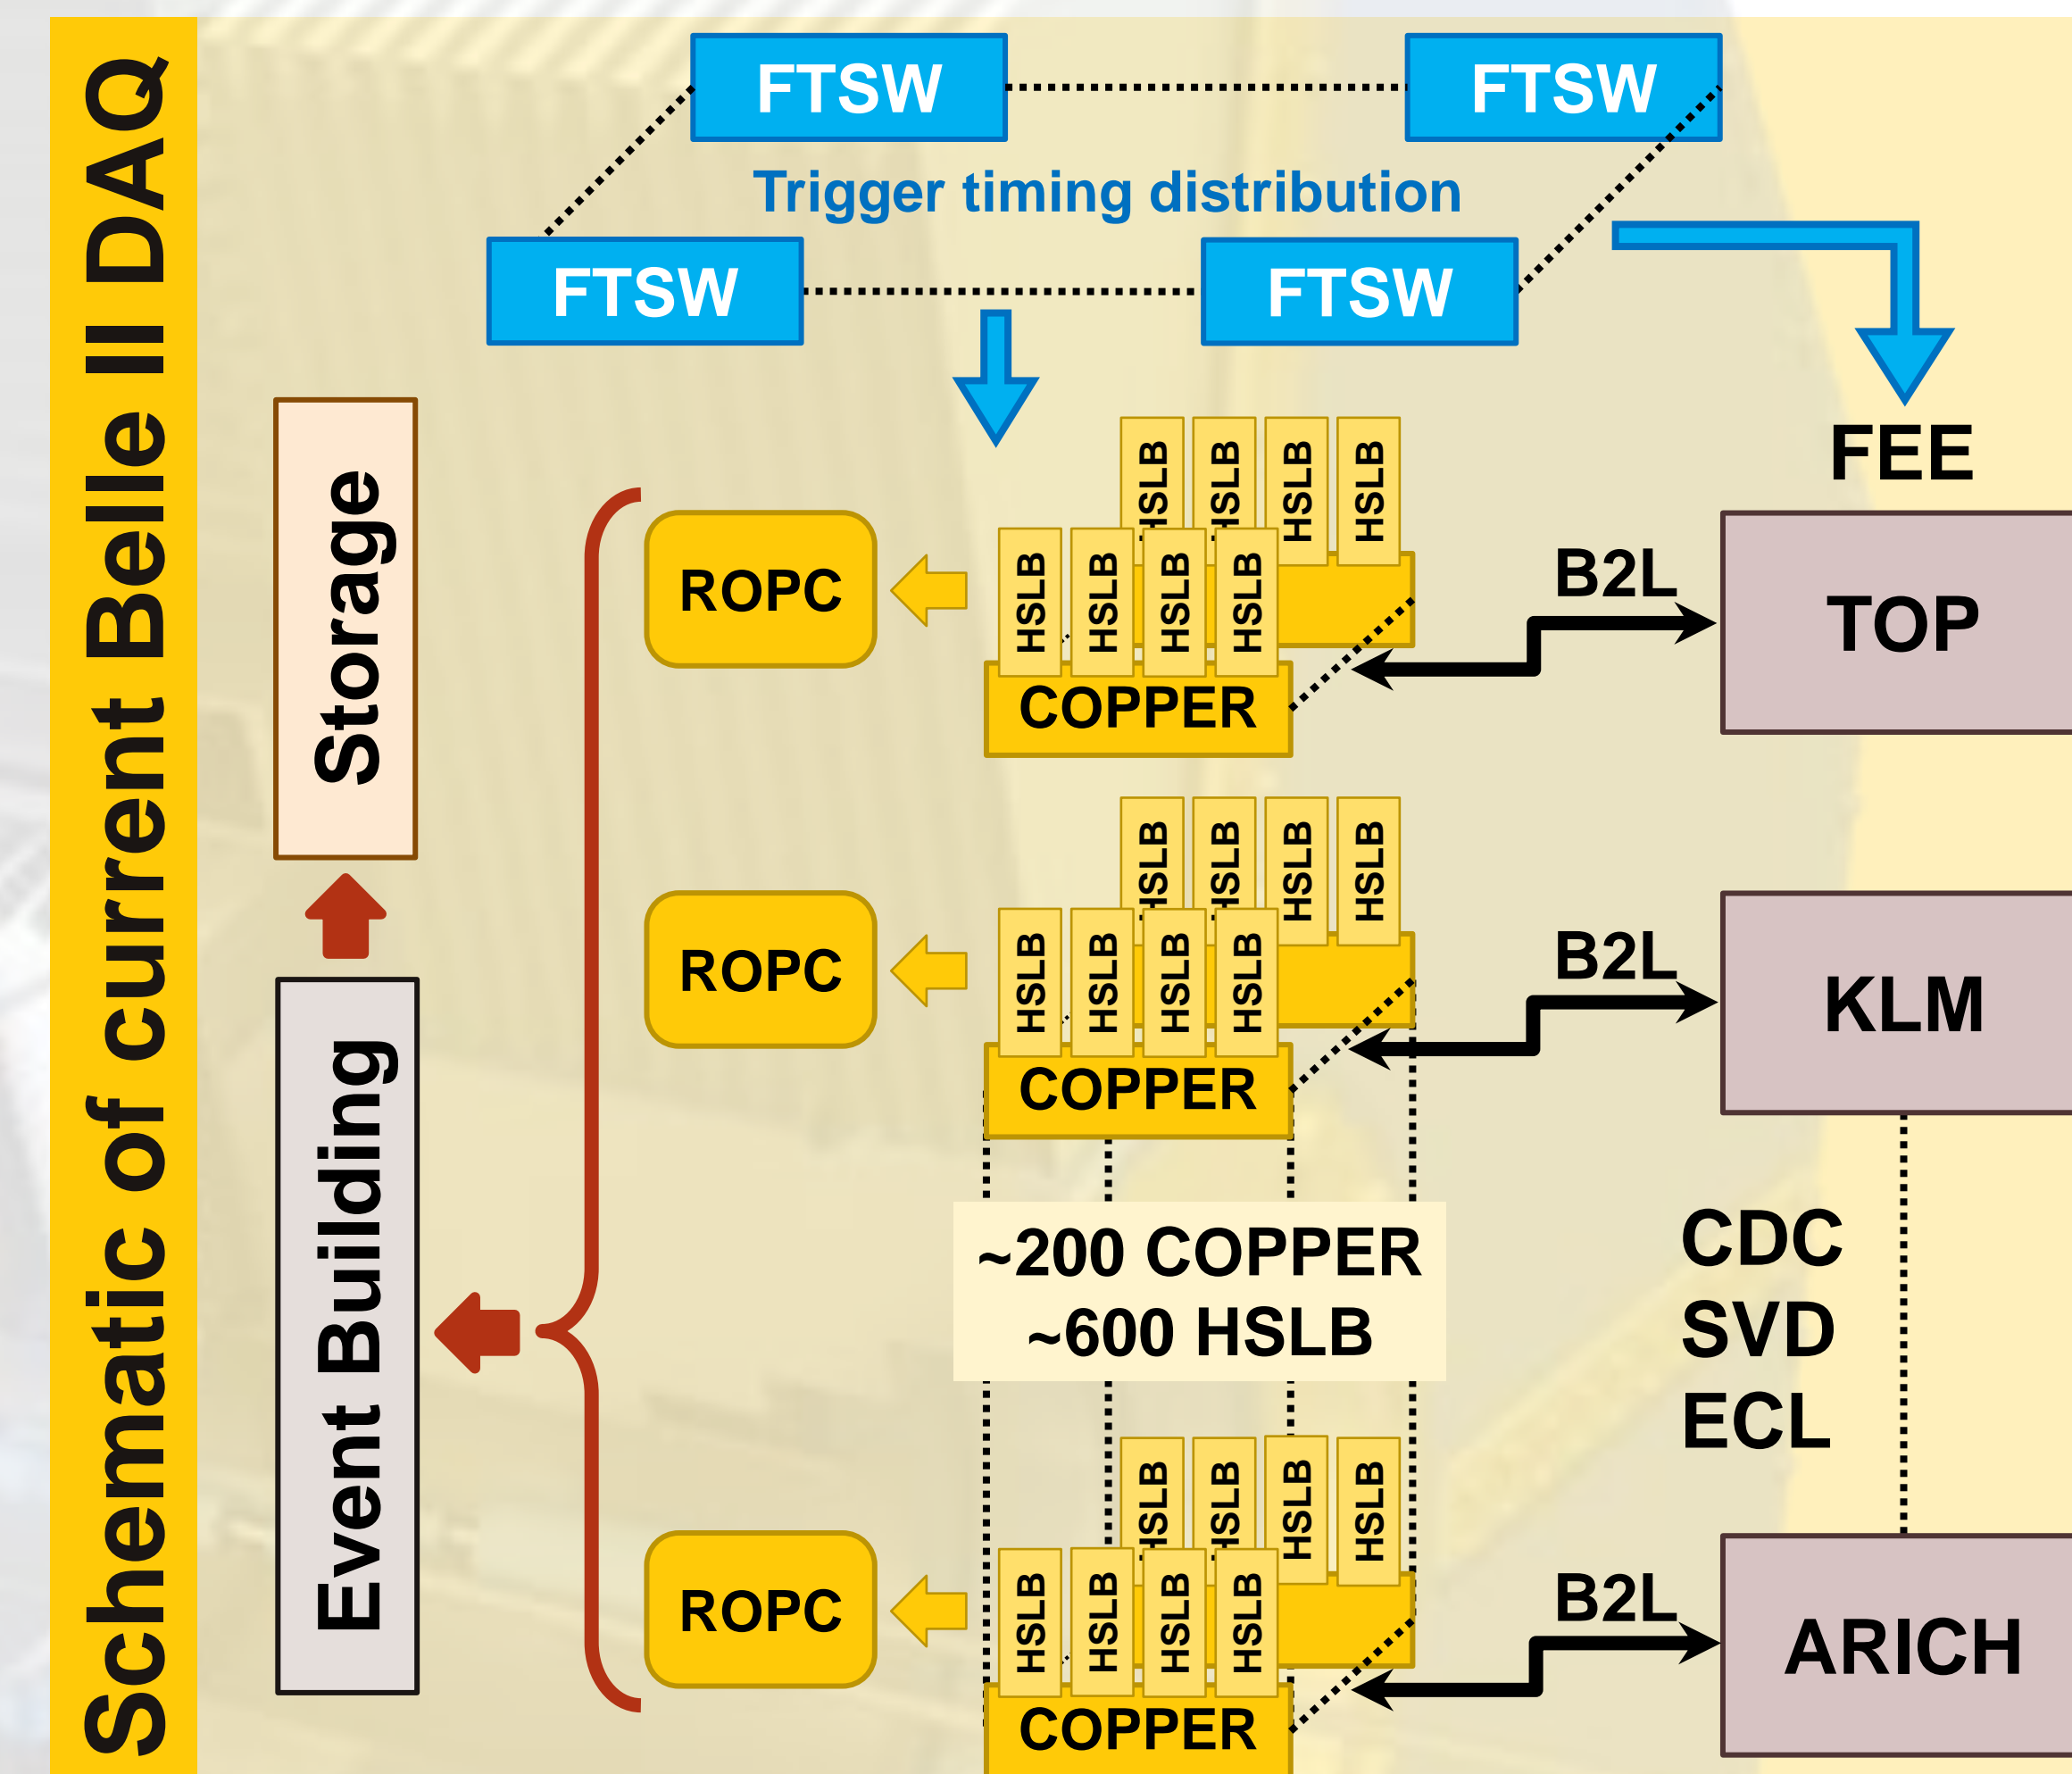 Schematic of current Belle II DAQ
FTSW
FTSW
Trigger timing distribution
FTSW
FTSW
Storage
Event Building
FEE
HSLB
HSLB
HSLB
HSLB
HSLB
HSLB
HSLB
HSLB
ROPC
COPPER
B2L
TOP
HSLB
HSLB
HSLB
HSLB
HSLB
HSLB
HSLB
HSLB
ROPC
COPPER
B2L
KLM
~200 COPPER
~600 HSLB
CDC
SVD
ECL
HSLB
HSLB
HSLB
HSLB
HSLB
HSLB
HSLB
HSLB
ROPC
COPPER
B2L
ARICH